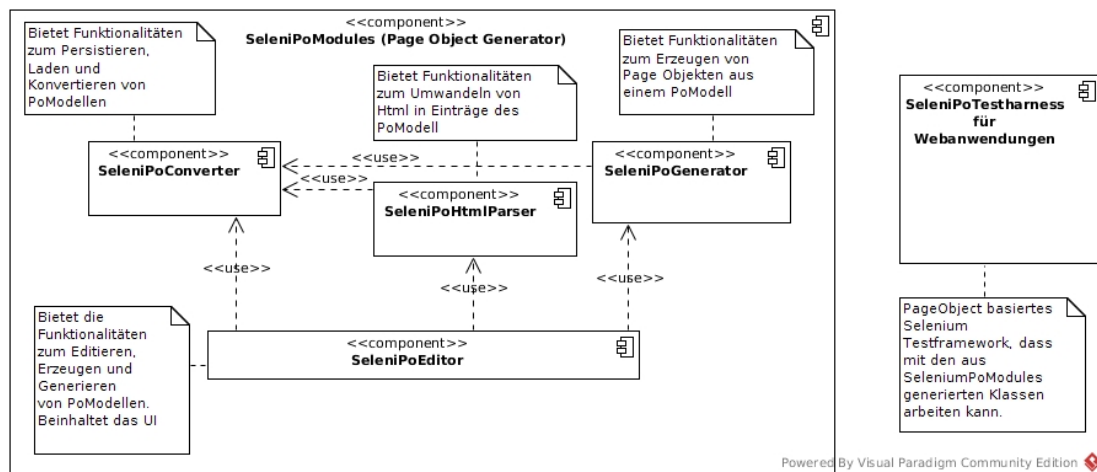 <<component>>
SeleniPoModules (Page Object Generator)
Bietet Funktionalitäten
zum Persistieren,
Laden und
Konvertieren von
PoModellen
Bietet Funktionalitäten
zum Umwandeln von
Html in Einträge des
PoModell
Bietet Funktionalitäten
zum Erzeugen von
Page Objekten aus
einem PoModell
<<component>>
SeleniPoConverter
<<use>>
<<use>>
<<component>>
SeleniPoHtmlParser
<<component>>
SeleniPoGenerator
<<use>>
<<use>>
<<use>>
Bietet die
Funktionalitäten
zum Editieren,
Erzeugen und
Generieren
von PoModellen.
Beinhaltet das UI
<<component>>
SeleniPoEditor
<<component>>
SeleniPoTestharness
für
Webanwendungen
PageObject basiertes
Selenium
Testframework, dass
mit den aus
SeleniumPoModules
generierten Klassen
arbeiten kann.
Powered By Visual Paradigm Community Edition